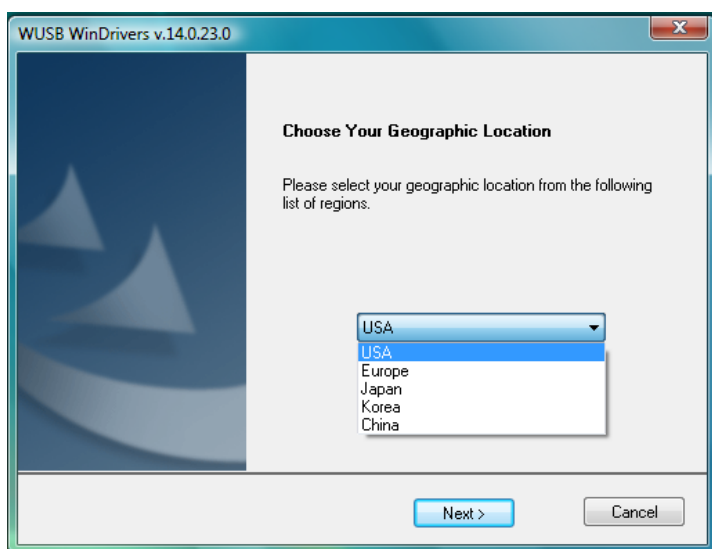 WUSB WinDrivers v.14.0.23.0
Choose Your Geographic Location
Please select your geographic location from the following
list of regions.
USA
USA
Europe
Japan
Korea
China
Next >
Cancel